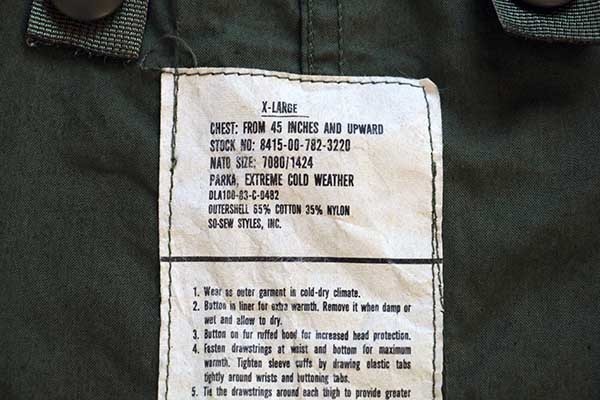 X-LARGE
CHEST: FROM 45 INCHES AND UPWARD
STOCK NO: 8415-00-782-3220
NATO SIZE: 7080/1424
PARKA, EXTREME COLD WEATHER
DLA100-83-C-0482
OUTERSHELL 65% COTTON 35% NYLON
SO-SEW STYLES, INC.
1. Wear as outer garment in cold-dry climate.
2. Button in liner for extra warmth. Remove it when damp or
wet and allow to dry.
3. Button on fur ruffed hood for increased head protection.
4. Fasten drawstrings at waist and bottom for maximum
warmth. Tighten sleeve cuffs by drawing elastic tabs
tightly around wrists and buttoning tabs.
5. Tie the drawstrings around each thigh to provide greater